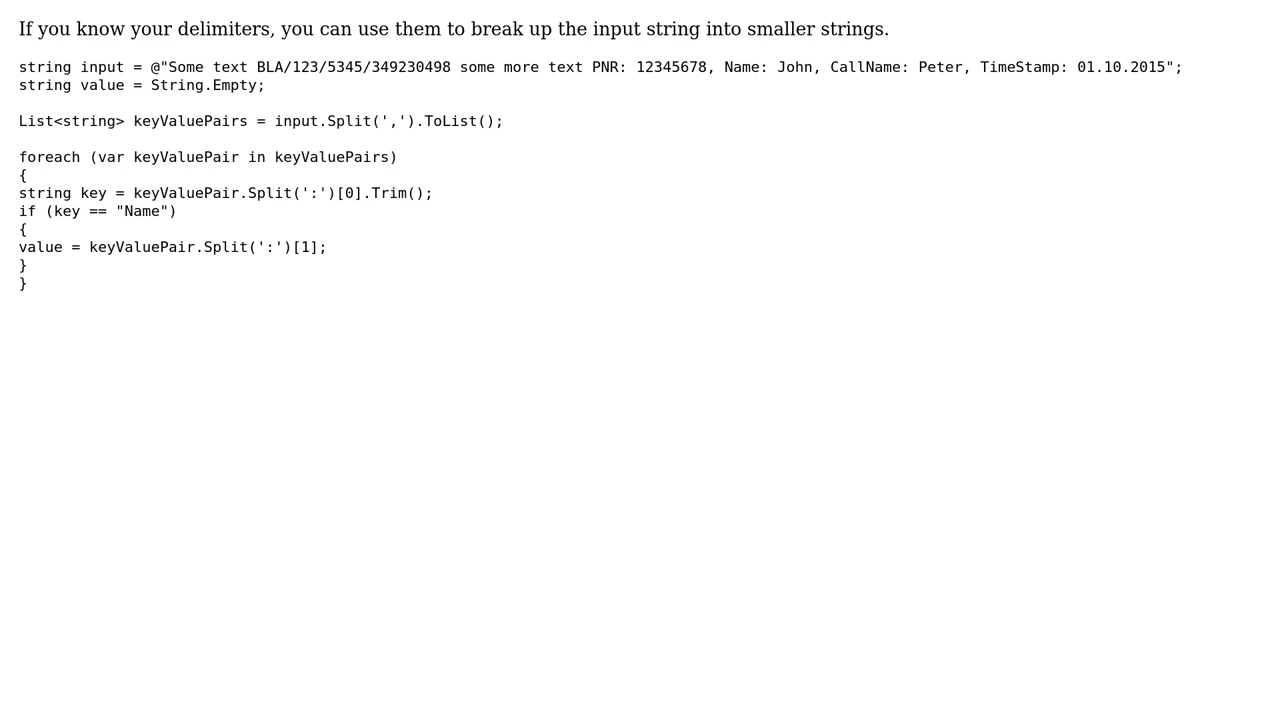 If you know your delimiters, you can use them to break up the input string into smaller strings.
string input = @"Some text BLA/123/5345/349230498 some more text PNR: 12345678, Name: John, CallName: Peter, TimeStamp: 01.10.2015";
string value = String.Empty;
List<string> keyValuePairs = input.Split(',').ToList();
foreach (var keyValuePair in keyValuePairs)
{
string key = keyValuePair.Split(':')[0].Trim();
if (key == "Name")
{
value = keyValuePair.Split(':')[1];
}
}